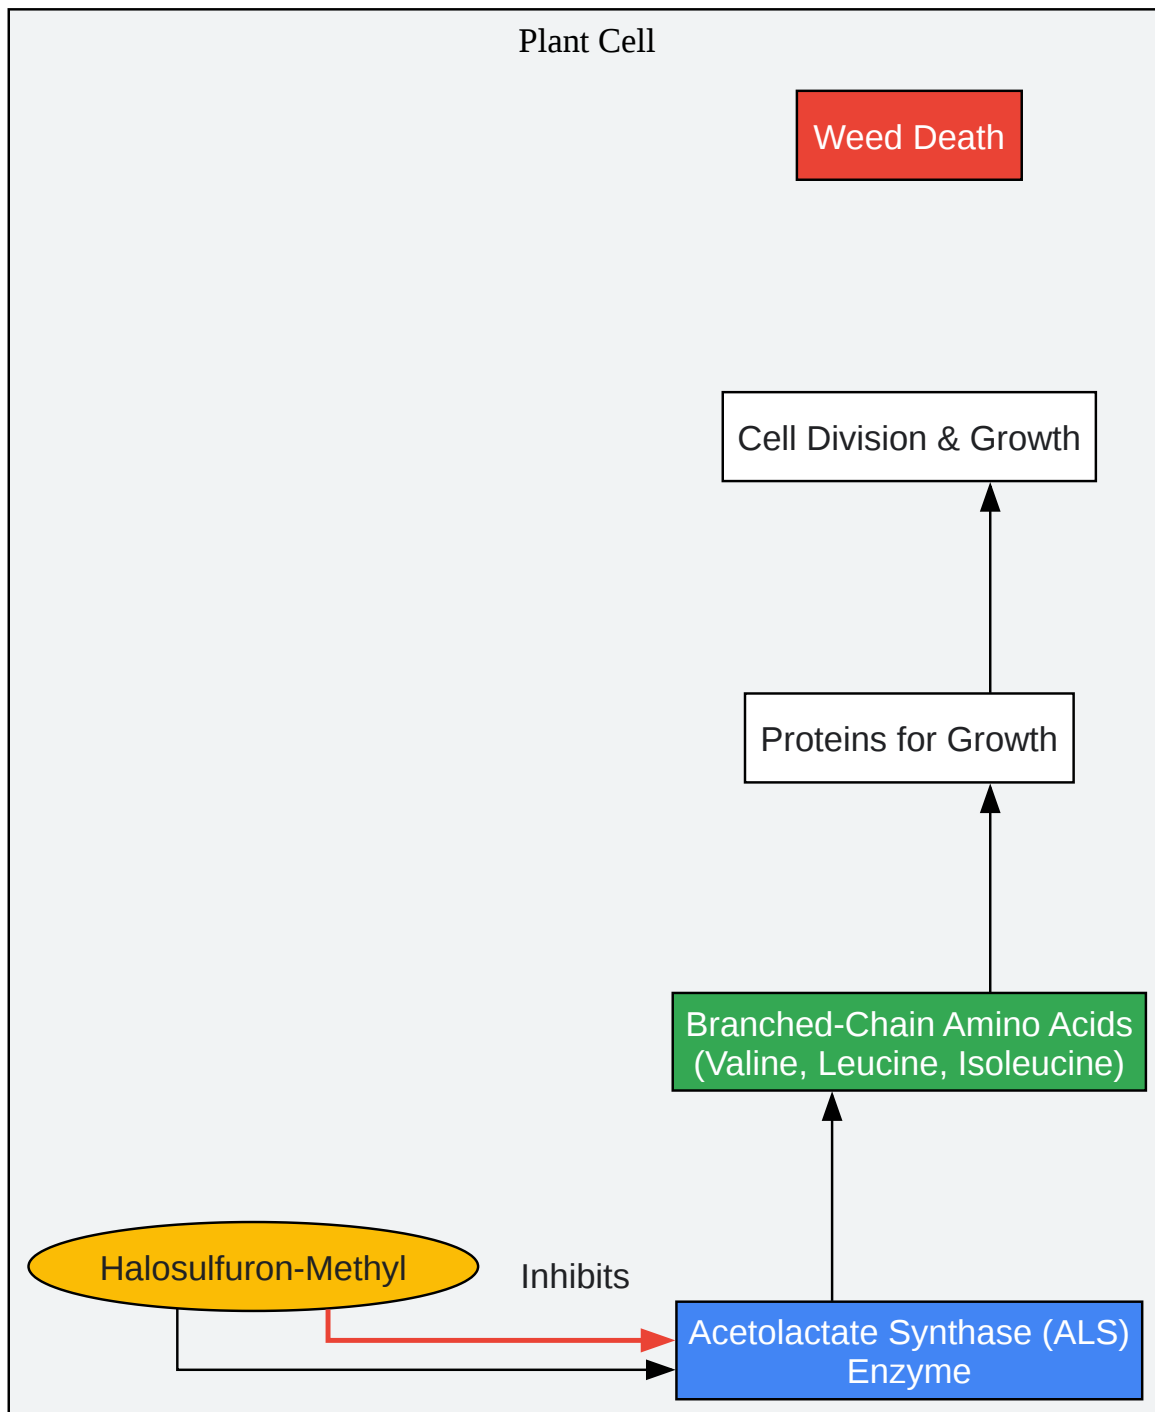 Plant Cell
Weed Death
Cell Division & Growth
Proteins for Growth
Branched-Chain Amino Acids
(Valine, Leucine, Isoleucine)
Halosulfuron-Methyl
Inhibits
Acetolactate Synthase (ALS)
Enzyme